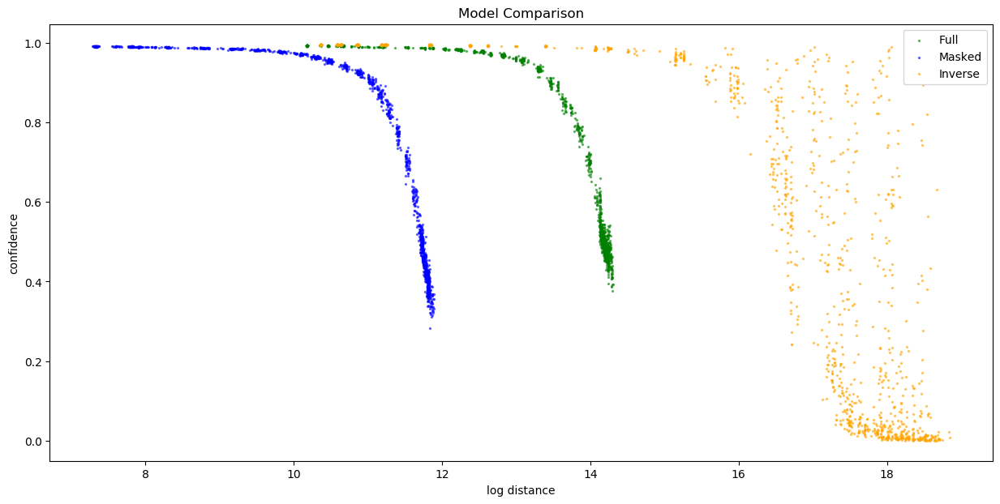 Model Comparison
1.0
0.8
0.6
0.4
0.2
0.0
confidence
8 10 12 14 16 18
log distance
Full
Masked
Inverse